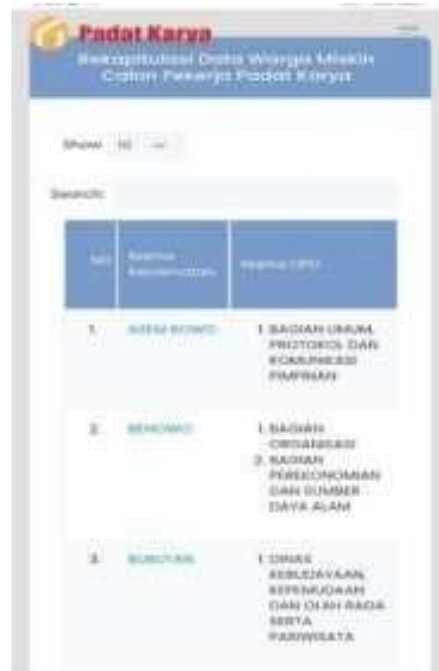 Padat Karya
Rekapitulasi Data Warga Miskin
Calon Pekerja Padat Karya
Show 10
Search:
NO
Nama
Kecamatan
Nama OPD
1. ASEM ROWO
1. BAGIAN UMUM,
PROTOKOL DAN
KOMUNIKASI
PIMPINAN
2. BENOWO
1. BAGIAN
ORGANISASI
2. BAGIAN
PEREKONOMIAN
DAN SUMBER
DAYA ALAM
3. BUBUTAN
1. DINAS
KEBUDAYAAN,
KEPEMUDAAN
DAN OLAH RAGA
SERTA
PARIWISATA